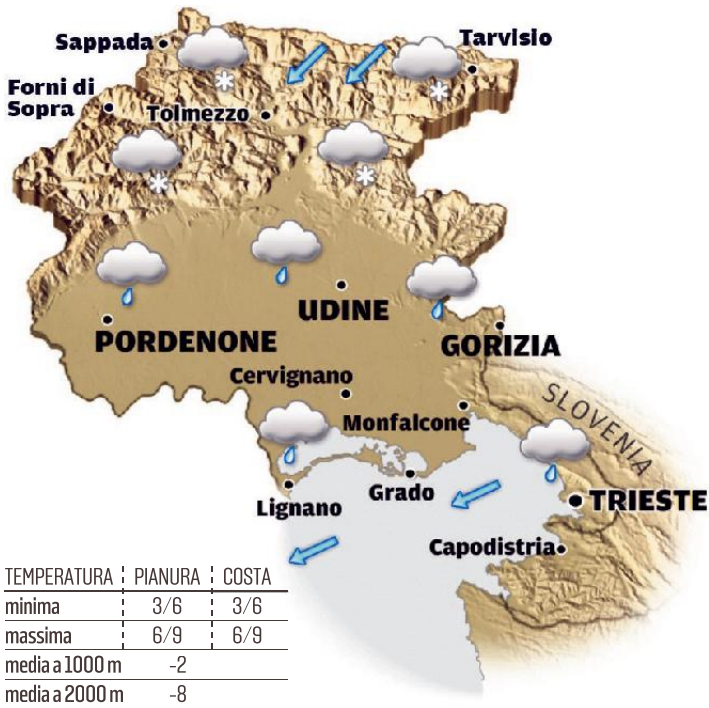 Sappada
Tarvisio
Forni di
Sopra
Tolmezzo
UDINE
PORDENONE
GORIZIA
Cervignano
SLOVENIA
Monfalcone
Grado
Lignano
TRIESTE
Capodistria
TEMPERATURA PIANURA COSTA
minima 3/6 3/6
massima 6/9 6/9
media a 1000 m -2
media a 2000 m -8